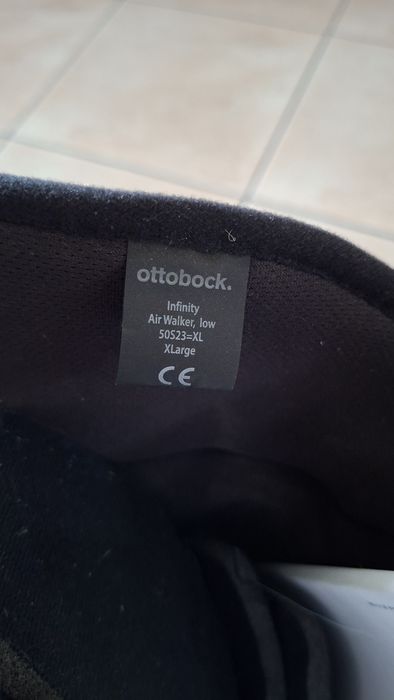 ottobock.
Infinity
Air Walker, low
50S23=XL
XLarge
CE